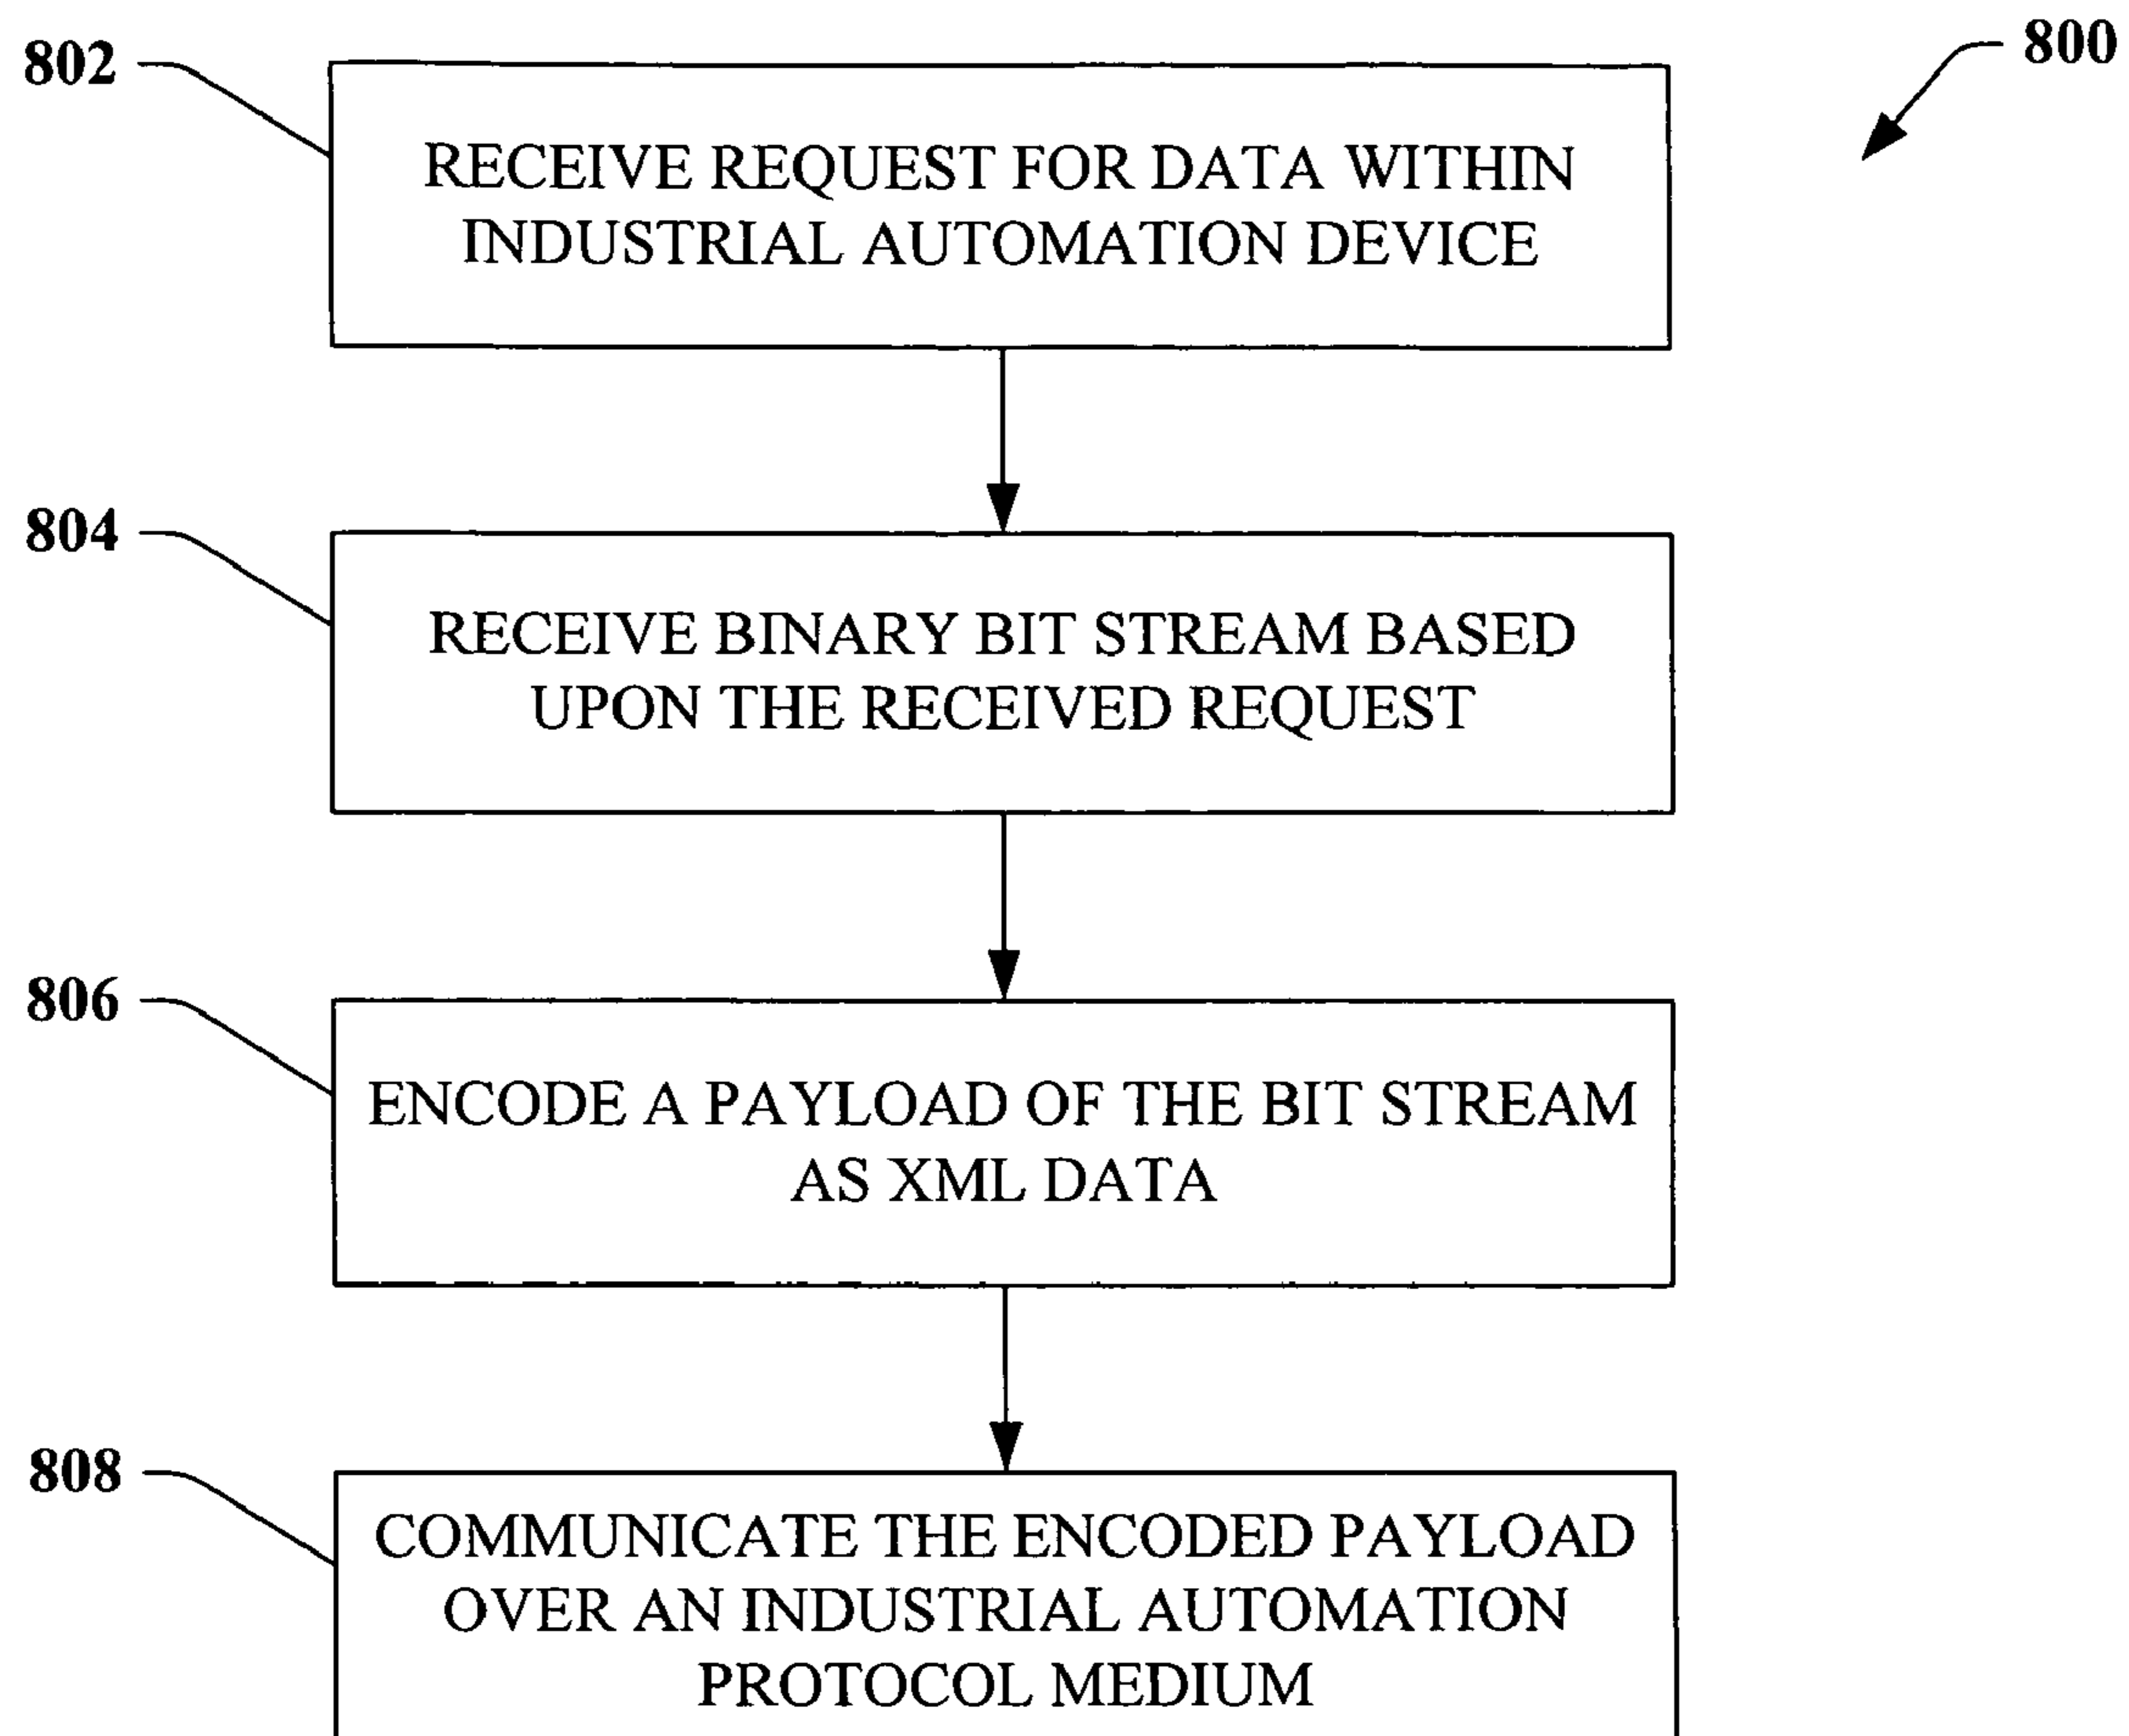 800
802
RECEIVE REQUEST FOR DATA WITHIN
INDUSTRIAL AUTOMATION DEVICE
804
RECEIVE BINARY BIT STREAM BASED
UPON THE RECEIVED REQUEST
806
ENCODE A PAYLOAD OF THE BIT STREAM
AS XML DATA
808
COMMUNICATE THE ENCODED PAYLOAD
OVER AN INDUSTRIAL AUTOMATION
PROTOCOL MEDIUM